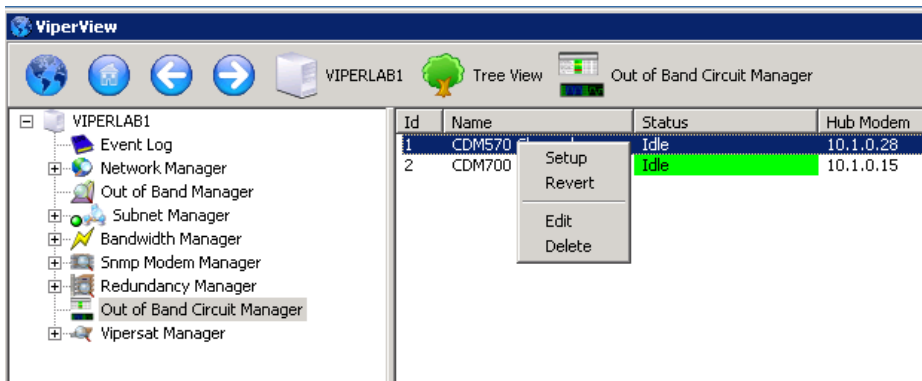 ViperView
VIPERLAB1 Tree View Out of Band Circuit Manager
VIPERLAB1
Event Log
Network Manager
Out of Band Manager
Subnet Manager
Bandwidth Manager
Snmp Modem Manager
Redundancy Manager
Out of Band Circuit Manager
Vipersat Manager
Id Name Status Hub Modem
1 CDM570 Idle 10.1.0.28
2 CDM700 Idle 10.1.0.15
Setup
Revert
Edit
Delete